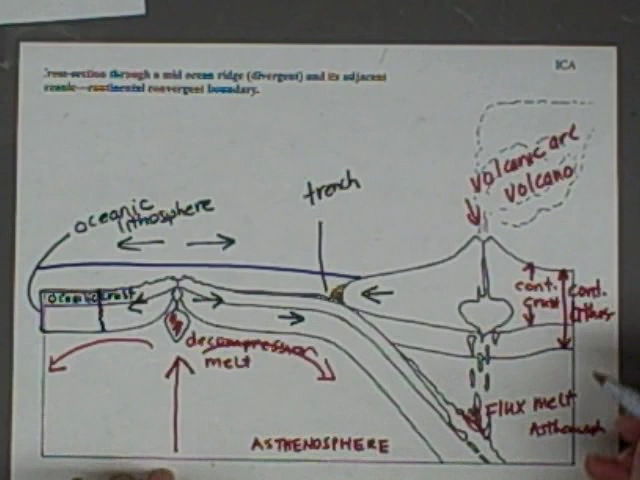 Cross-section through a mid ocean ridge (divergent) and its adjacent
oceanic—continental convergent boundary.
ICA
volcanic arc
volcano
trench
oceanic
lithosphere
oceanic crust
cont.
crust
cont.
lithos.
decompression
melt
Flux melt
ASTHENOSPHERE